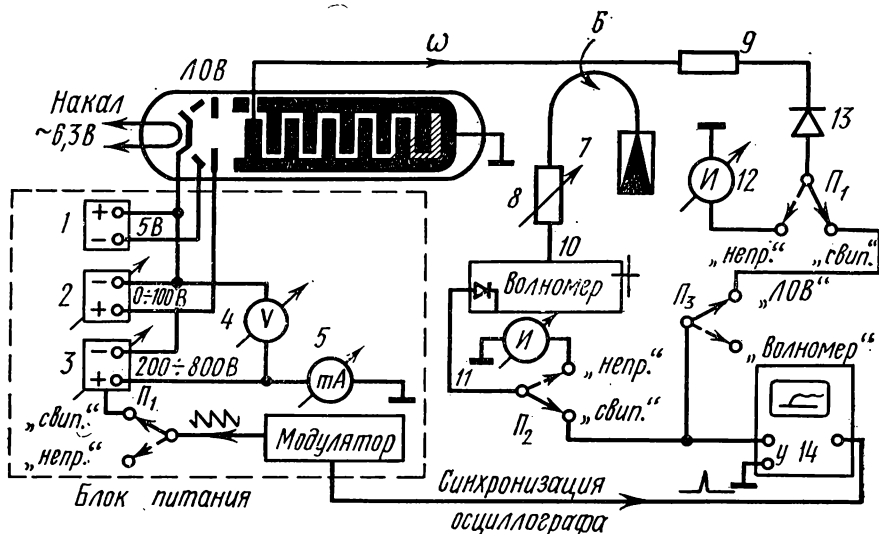 ω
Б
9
ЛОВ
Накал
~6,3В
7
8
13
И
12
П₁
10
1
+
−
5В
„непр.“ „свип.“
2
−
+
0÷100В
4
V
волномер
П₃
„ЛОВ“
5
3
−
+
200÷800В
mA
И
11
„непр.“
„волномер“
П₁
„свип.“
П₂
„свип.“
„непр.“
Модулятор
У 14
Блок питания
Синхронизация
осциллографа